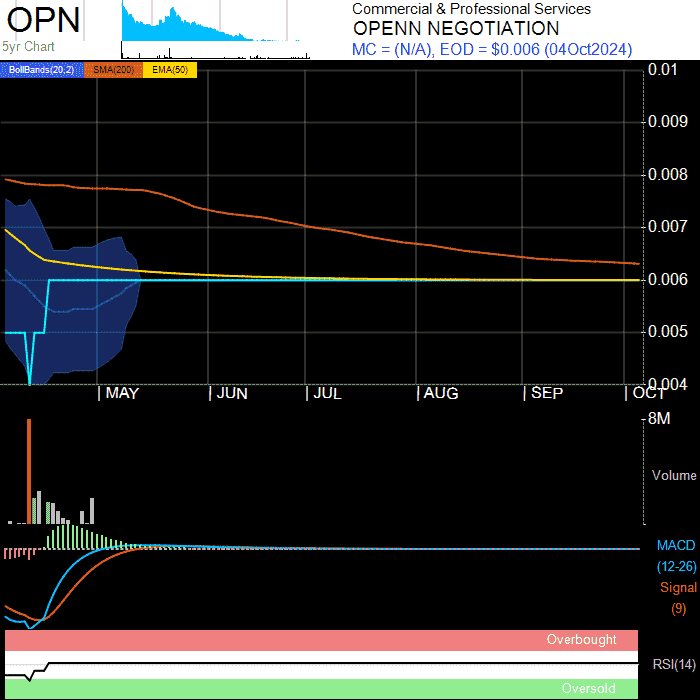 OPN
5yr Chart
Commercial & Professional Services
OPENN NEGOTIATION
MC = (N/A), EOD = $0.006 (04Oct2024)
BollBands(20,2) SMA(200) EMA(50)
0.01
0.009
0.008
0.007
0.006
0.005
0.004
MAY JUN JUL AUG SEP OCT
8M
Volume
MACD
(12-26)
Signal
(9)
Overbought
RSI(14)
Oversold